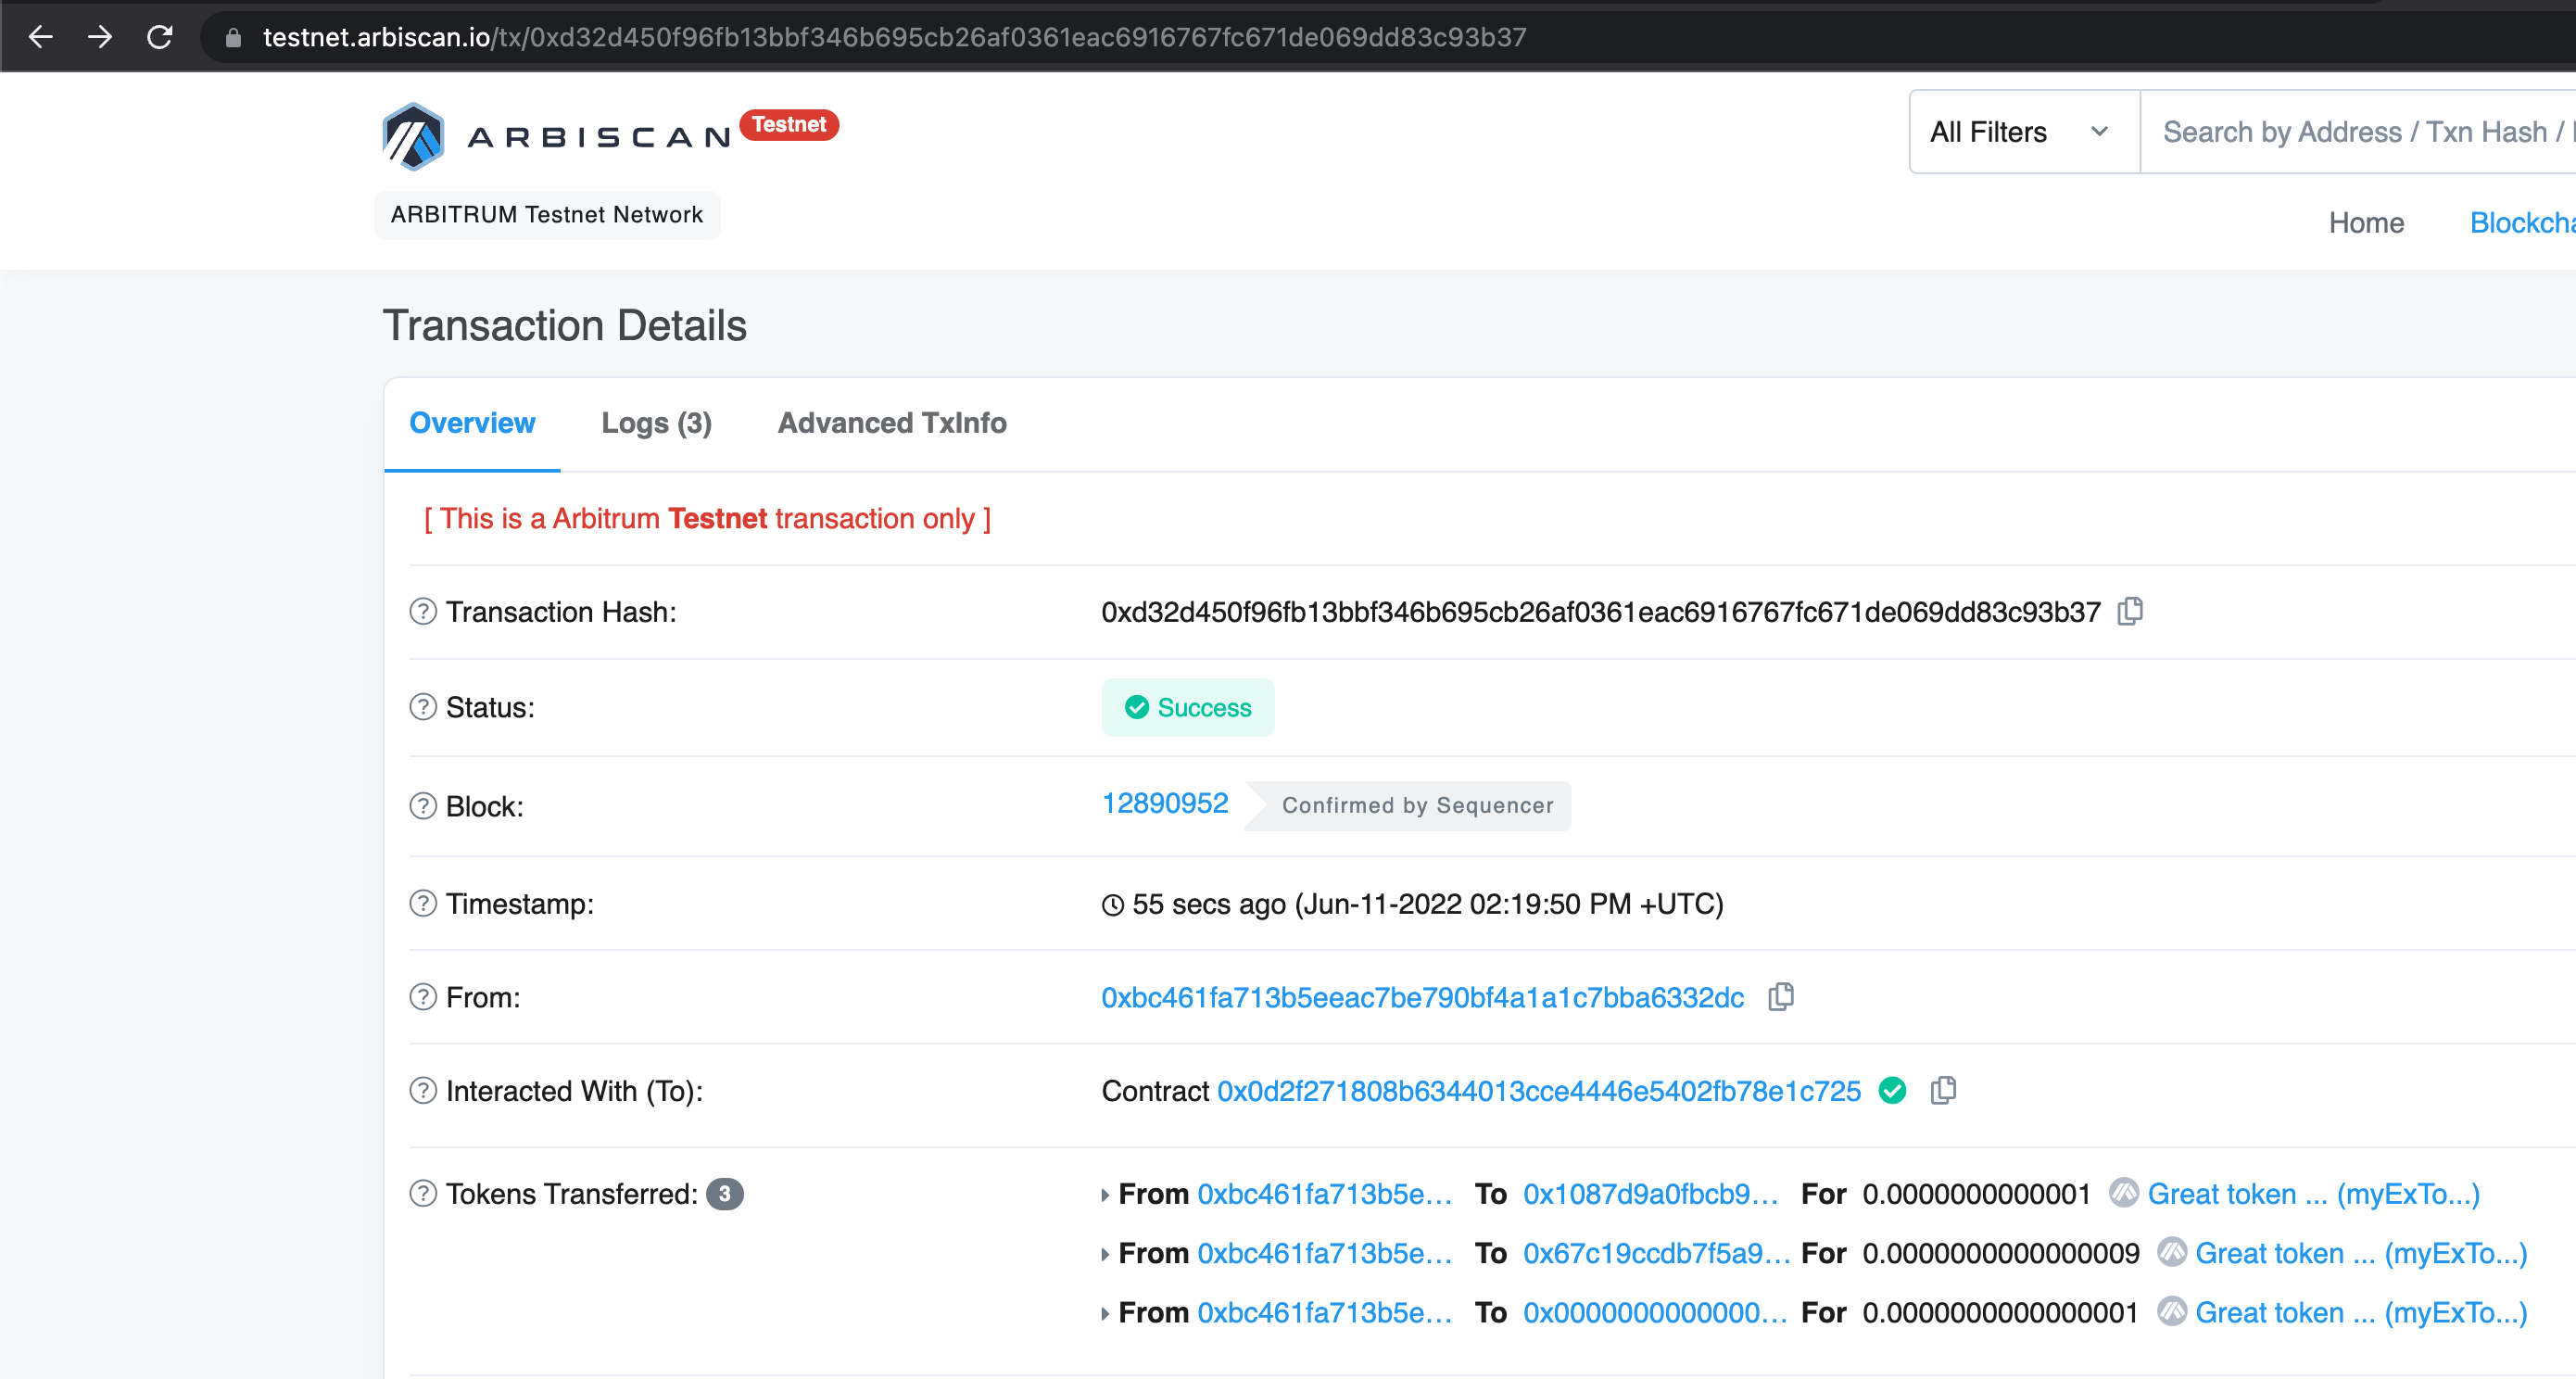 testnet.arbiscan.io/tx/0xd32d450f96fb13bbf346b695cb26af0361eac6916767fc671de069dd83c93b37
ARBISCAN Testnet
All Filters Search by Address / Txn Hash /
ARBITRUM Testnet Network
Home Blockcha
Transaction Details
Overview Logs (3) Advanced TxInfo
[ This is a Arbitrum Testnet transaction only ]
Transaction Hash: 0xd32d450f96fb13bbf346b695cb26af0361eac6916767fc671de069dd83c93b37
Status: Success
Block: 12890952 Confirmed by Sequencer
Timestamp: 55 secs ago (Jun-11-2022 02:19:50 PM +UTC)
From: 0xbc461fa713b5eeac7be790bf4a1a1c7bba6332dc
Interacted With (To): Contract 0x0d2f271808b6344013cce4446e5402fb78e1c725
Tokens Transferred: 3 From 0xbc461fa713b5e... To 0x1087d9a0fbcb9... For 0.0000000000001 Great token ... (myExTo...)
From 0xbc461fa713b5e... To 0x67c19ccdb7f5a9... For 0.0000000000000009 Great token ... (myExTo...)
From 0xbc461fa713b5e... To 0x0000000000000... For 0.0000000000000001 Great token ... (myExTo...)